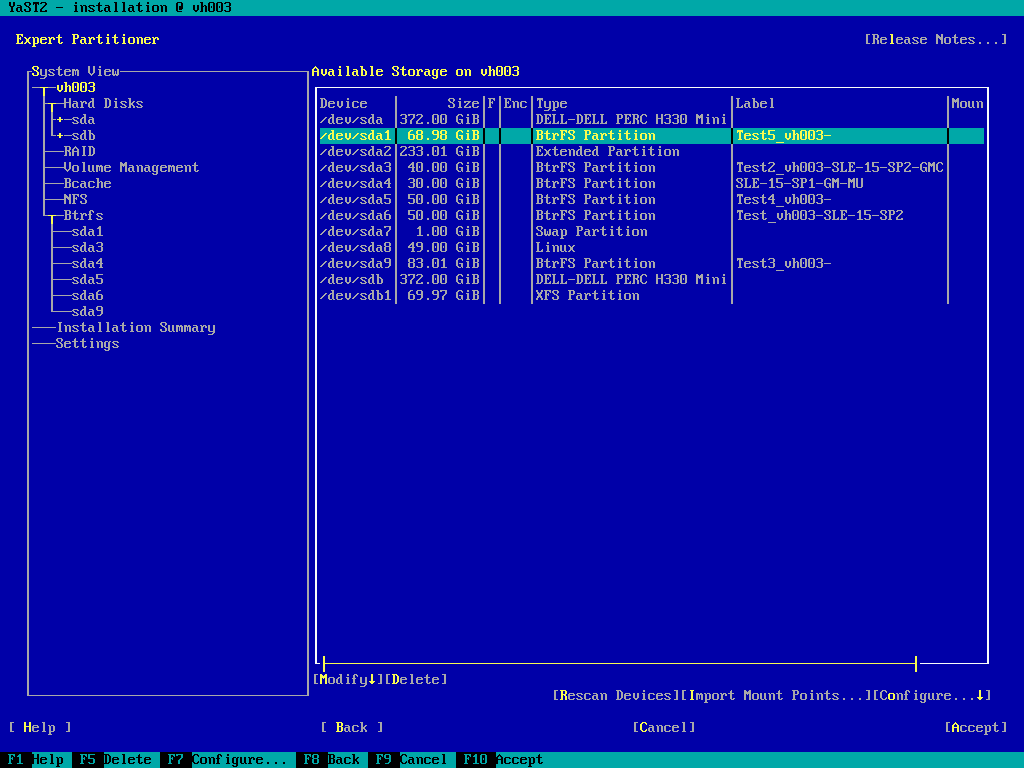 YaST2 - installation @ vh003
Expert Partitioner [Release Notes...]
System View
vh003
Hard Disks
sda
sdb
RAID
Volume Management
Bcache
NFS
Btrfs
sda1
sda3
sda4
sda5
sda6
sda9
Installation Summary
Settings
Available Storage on vh003
Device Size F Enc Type Label Moun
/dev/sda 372.00 GiB DELL-DELL PERC H330 Mini
/dev/sda1 68.98 GiB BtrFS Partition Test5_vh003-
/dev/sda2 233.01 GiB Extended Partition
/dev/sda3 40.00 GiB BtrFS Partition Test2_vh003-SLE-15-SP2-GMC
/dev/sda4 30.00 GiB BtrFS Partition SLE-15-SP1-GM-MU
/dev/sda5 50.00 GiB BtrFS Partition Test4_vh003-
/dev/sda6 50.00 GiB BtrFS Partition Test_vh003-SLE-15-SP2
/dev/sda7 1.00 GiB Swap Partition
/dev/sda8 49.00 GiB Linux
/dev/sda9 83.01 GiB BtrFS Partition Test3_vh003-
/dev/sdb 372.00 GiB DELL-DELL PERC H330 Mini
/dev/sdb1 69.97 GiB XFS Partition
[Modify↓][Delete]
[Rescan Devices][Import Mount Points...][Configure...↓]
[ Help ] [ Back ] [Cancel] [Accept]
F1 Help F5 Delete F7 Configure... F8 Back F9 Cancel F10 Accept